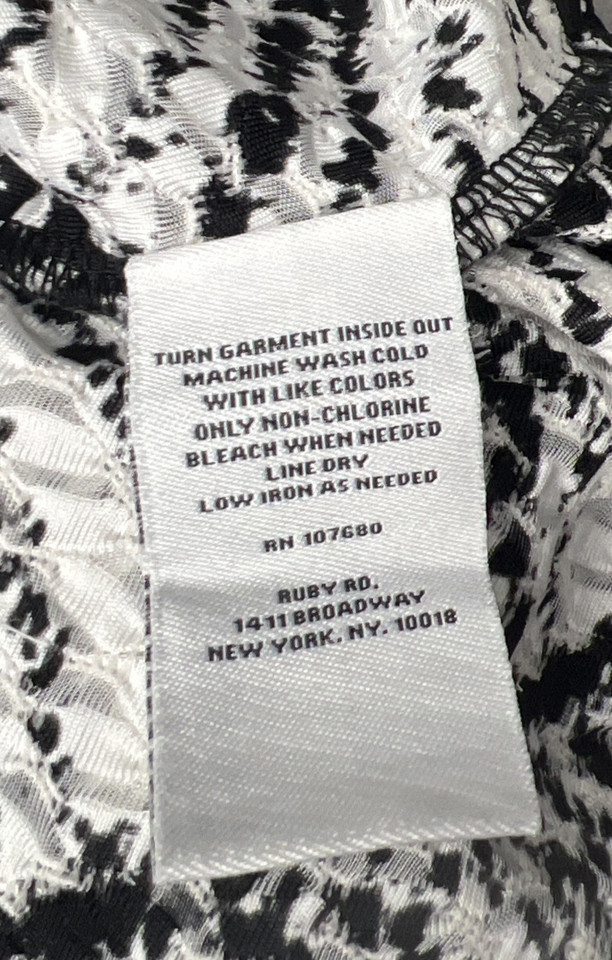 TURN GARMENT INSIDE OUT
MACHINE WASH COLD
WITH LIKE COLORS
ONLY NON-CHLORINE
BLEACH WHEN NEEDED
LINE DRY
LOW IRON AS NEEDED
RN 107680
RUBY RD.
1411 BROADWAY
NEW YORK, NY, 10018